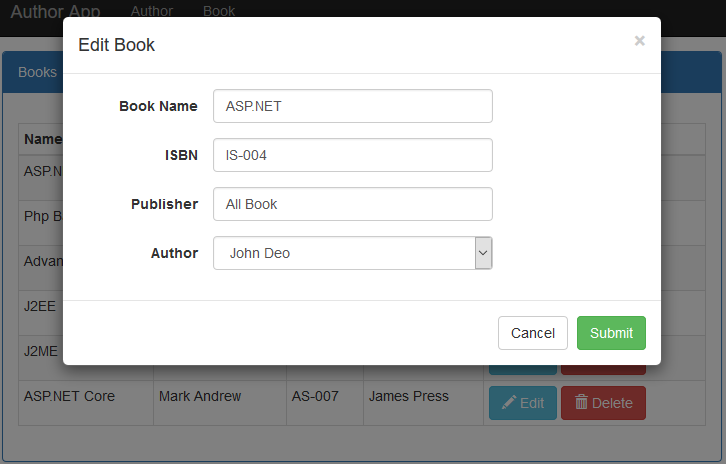 Author App Author Book
Edit Book ×
Books
Book Name ASP.NET
Name
ISBN IS-004
ASP.N
Publisher All Book
Php B
Author John Deo
Advan
J2EE
Cancel Submit
J2ME
ASP.NET Core Mark Andrew AS-007 James Press Edit Delete